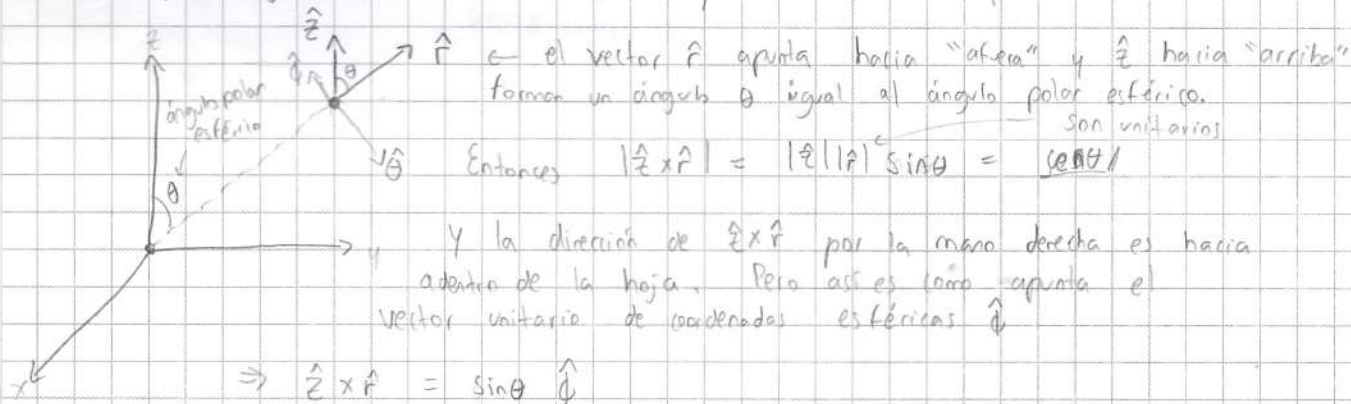 ẑ
r̂ ← el vector r̂ apunta hacia "afuera" y ẑ hacia "arriba"
forman un ángulo θ igual al ángulo polar esférico.
z
φ̂
θ
ángulo polar
esférico
θ
θ̂
son unitarios
Entonces |ẑ × r̂| = |ẑ||r̂| sinθ = senθ
y
Y la dirección de ẑ × r̂ por la mano derecha es hacia
adentro de la hoja. Pero así es como apunta el
vector unitario de coordenadas esféricas φ̂
x
⇒ ẑ × r̂ = sinθ φ̂